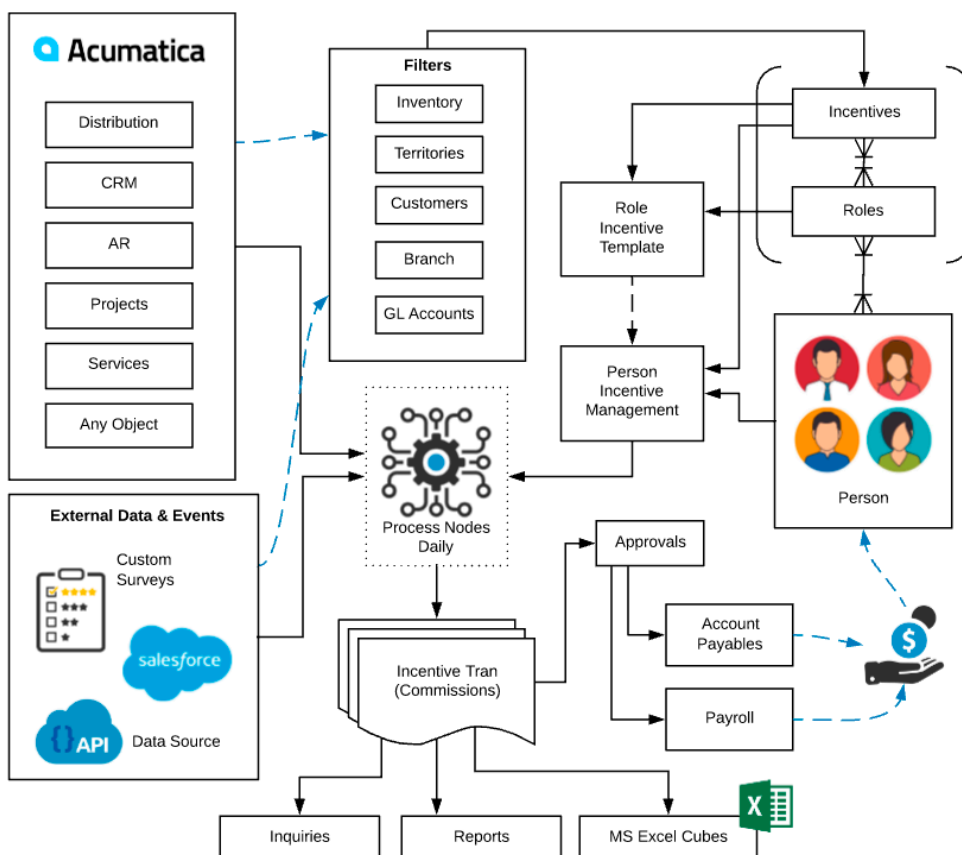 Acumatica
Distribution
CRM
AR
Projects
Services
Any Object
Filters
Inventory
Territories
Customers
Branch
GL Accounts
Incentives
Roles
Role
Incentive
Template
Person
Incentive
Management
Person
Process Nodes
Daily
External Data & Events
Custom
Surveys
salesforce
{ } API
Data Source
Incentive Tran
(Commissions)
Approvals
Account
Payables
Payroll
$
Inquiries
Reports
MS Excel Cubes
X